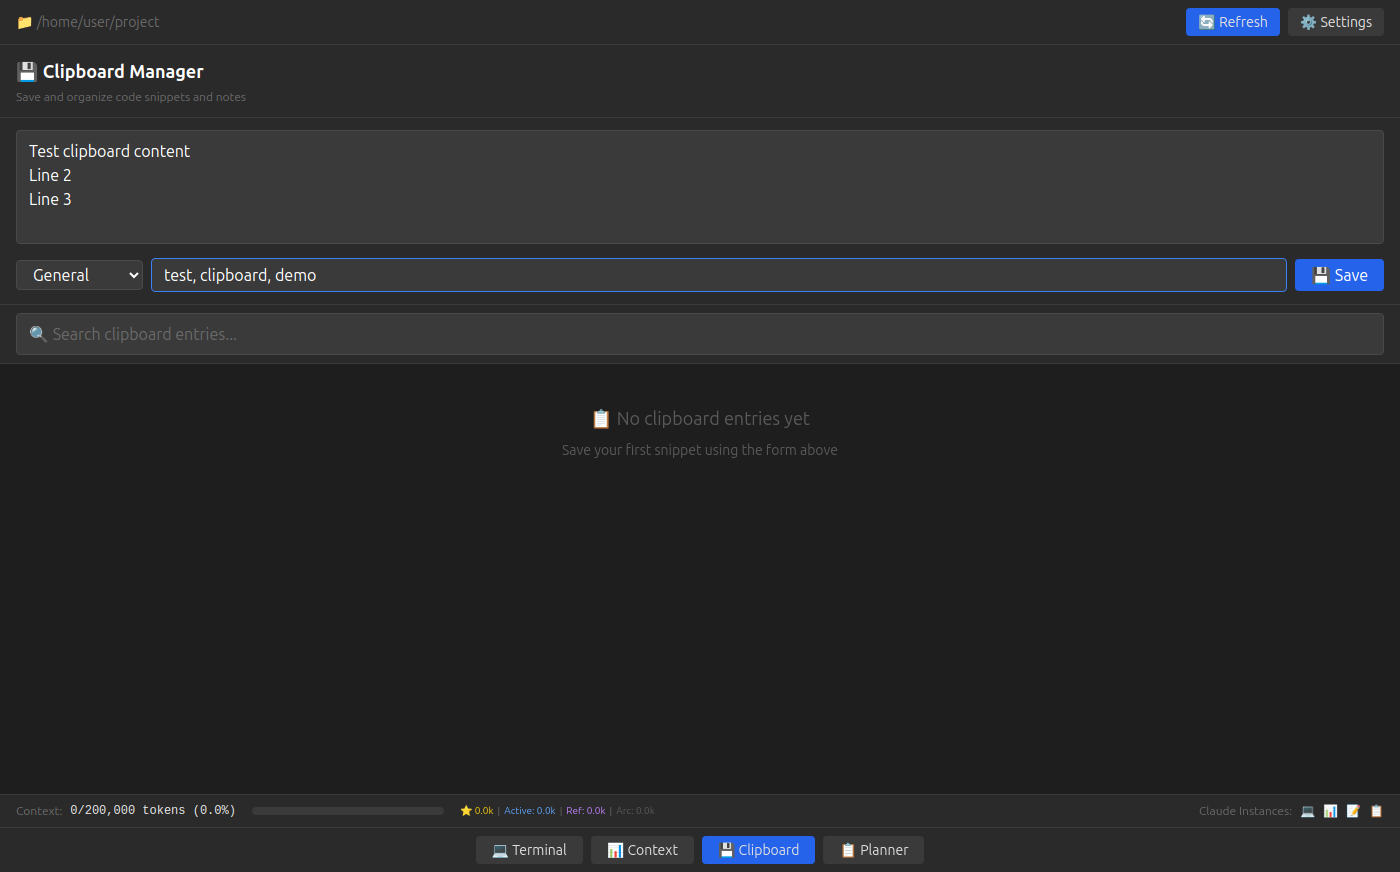 /home/user/project
Refresh
Settings
Clipboard Manager
Save and organize code snippets and notes
Test clipboard content
Line 2
Line 3
General
test, clipboard, demo
Save
Search clipboard entries...
No clipboard entries yet
Save your first snippet using the form above
Context: 0/200,000 tokens (0.0%)
0.0k | Active: 0.0k | Ref: 0.0k | Arc: 0.0k
Claude Instances:
Terminal
Context
Clipboard
Planner